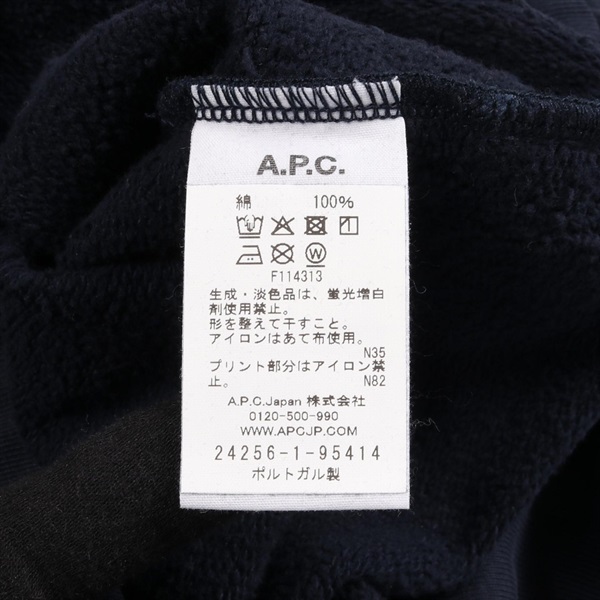 A.P.C.
綿 100%
W
F114313
生成・淡色品は、蛍光増白
剤使用禁止。
形を整えて干すこと。
アイロンはあて布使用。
N35
プリント部分はアイロン禁
止。 N82
A.P.C.Japan 株式会社
0120-500-990
WWW.APCJP.COM
24256-1-95414
ポルトガル製